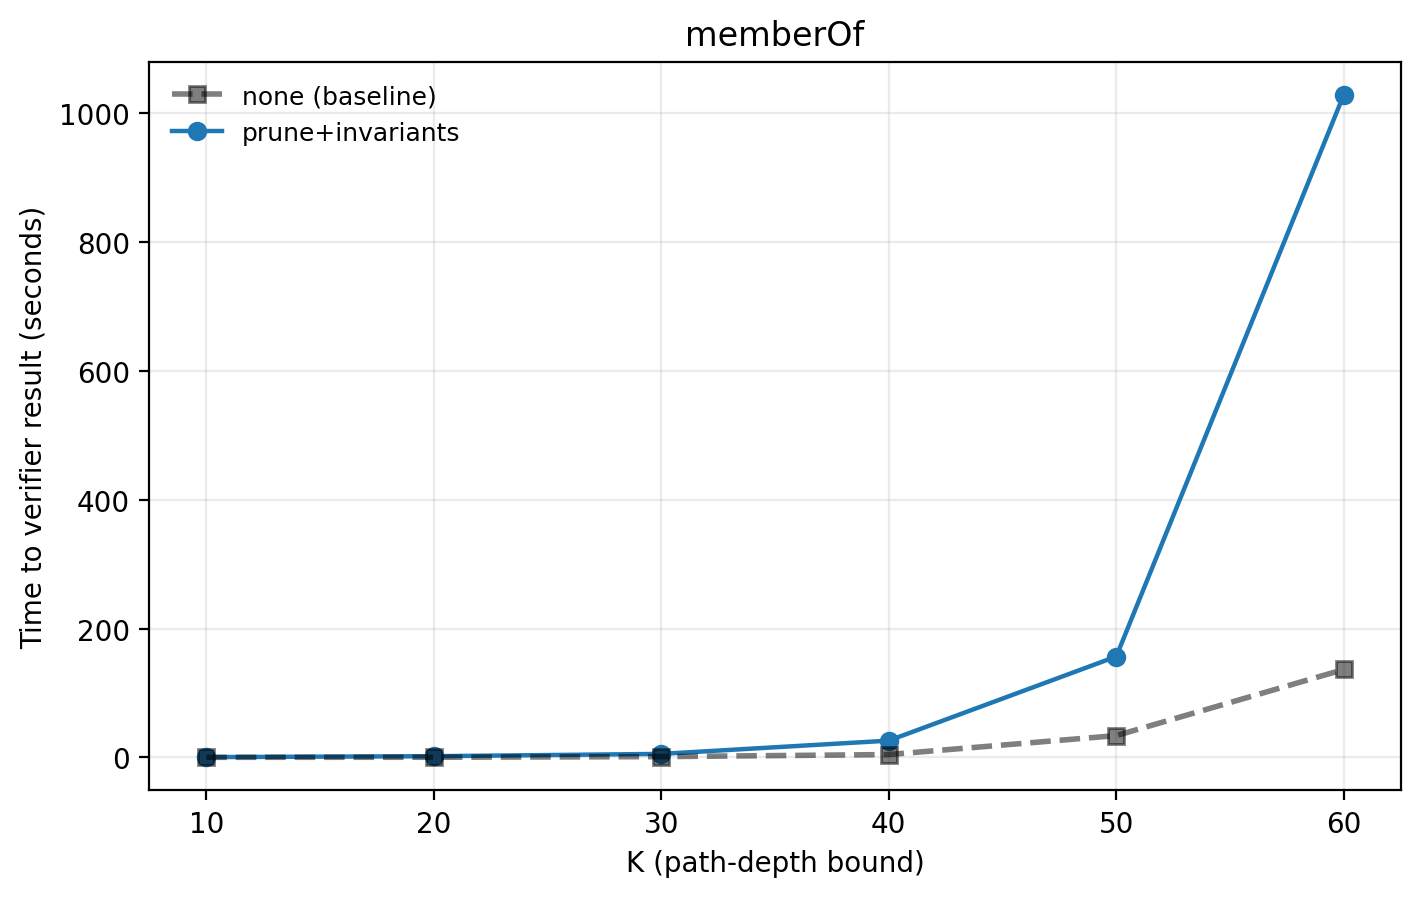 memberOf
none (baseline)
prune+invariants
Time to verifier result (seconds)
1000
800
600
400
200
0
10 20 30 40 50 60
K (path-depth bound)